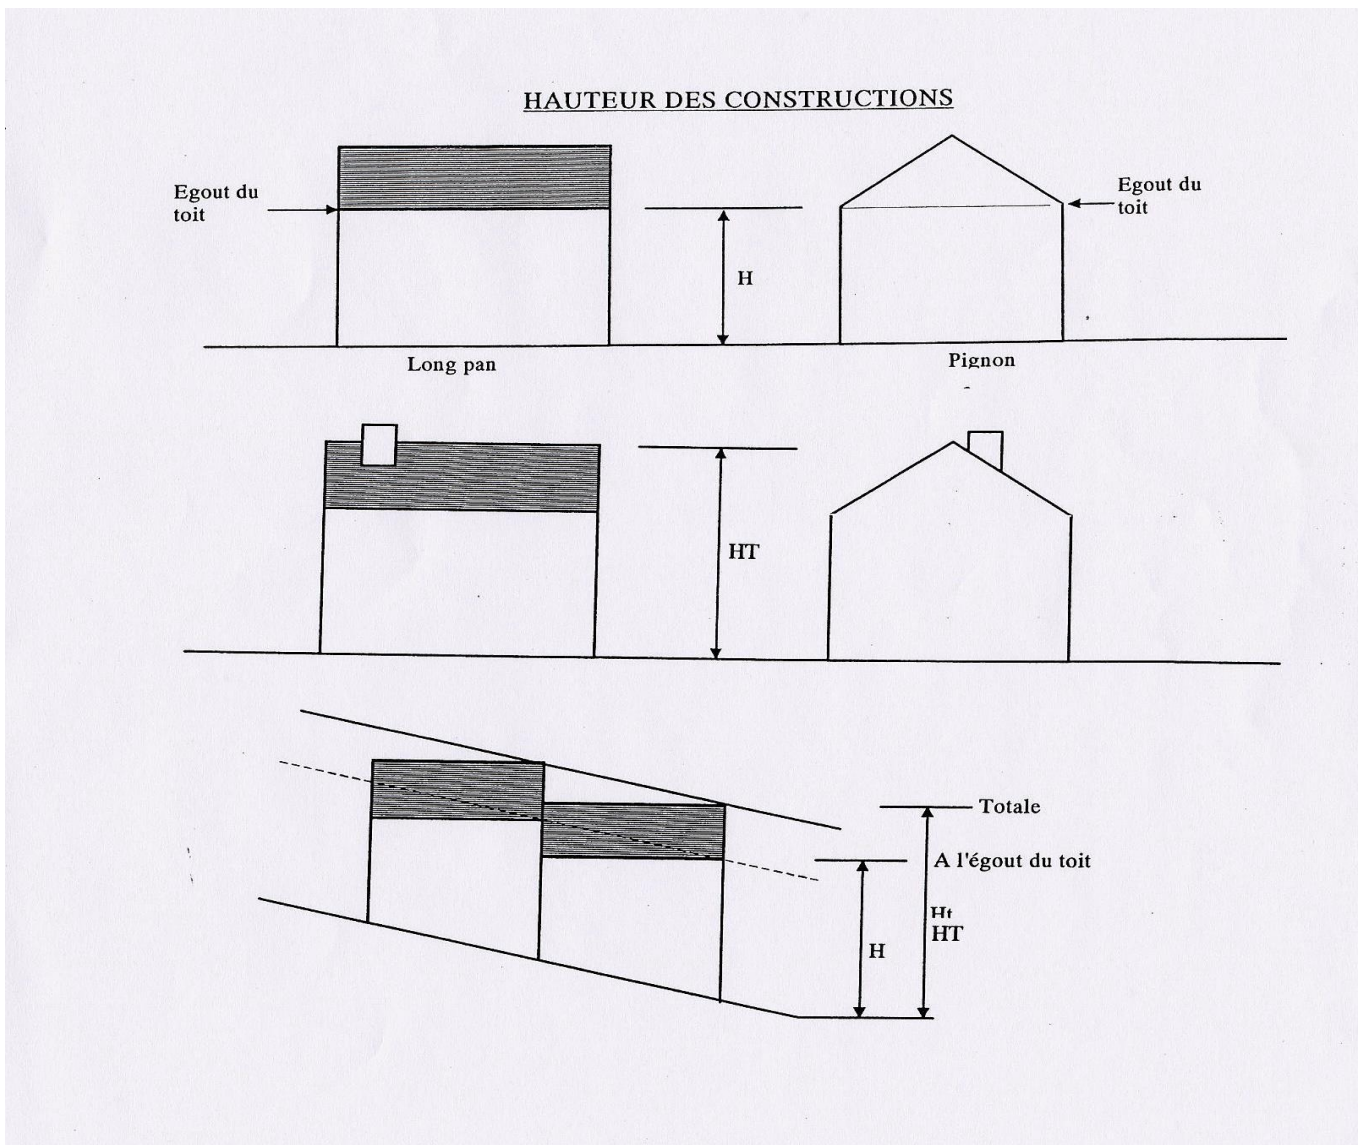 HAUTEUR DES CONSTRUCTIONS
Egout du
toit
Egout du
toit
H
Long pan
Pignon
HT
Totale
A l'égout du toit
Ht
HT
H